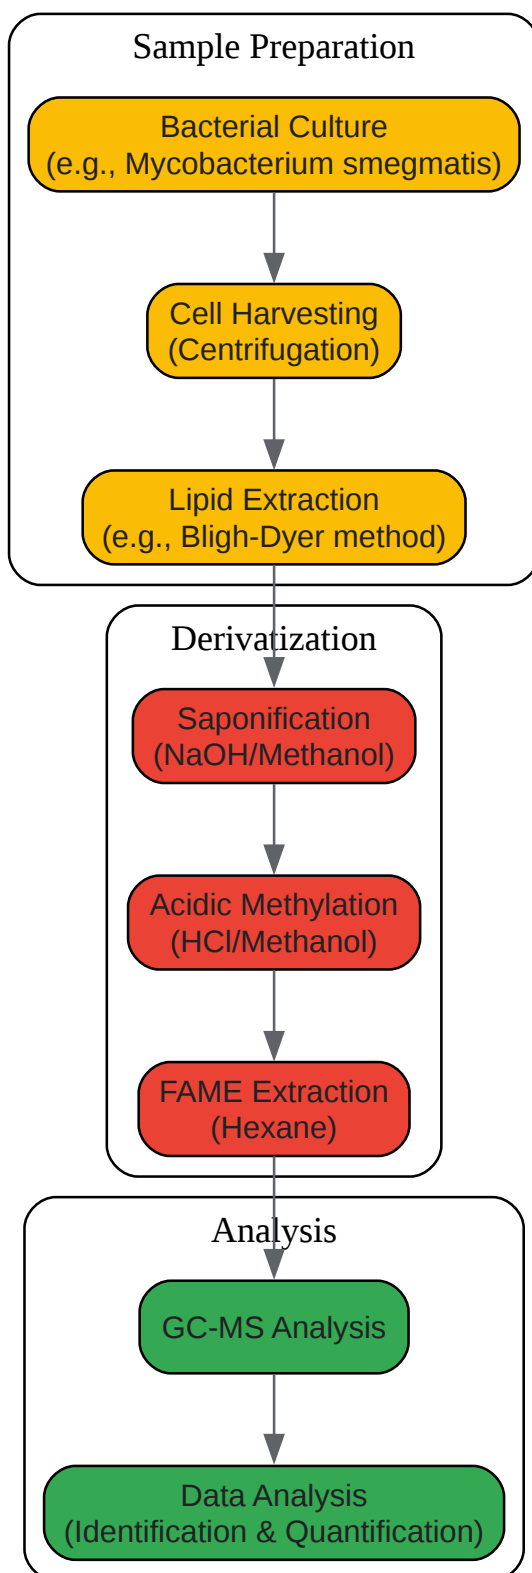 Sample Preparation
Bacterial Culture
(e.g., Mycobacterium smegmatis)
Cell Harvesting
(Centrifugation)
Lipid Extraction
(e.g., Bligh-Dyer method)
Derivatization
Saponification
(NaOH/Methanol)
Acidic Methylation
(HCl/Methanol)
FAME Extraction
(Hexane)
Analysis
GC-MS Analysis
Data Analysis
(Identification & Quantification)